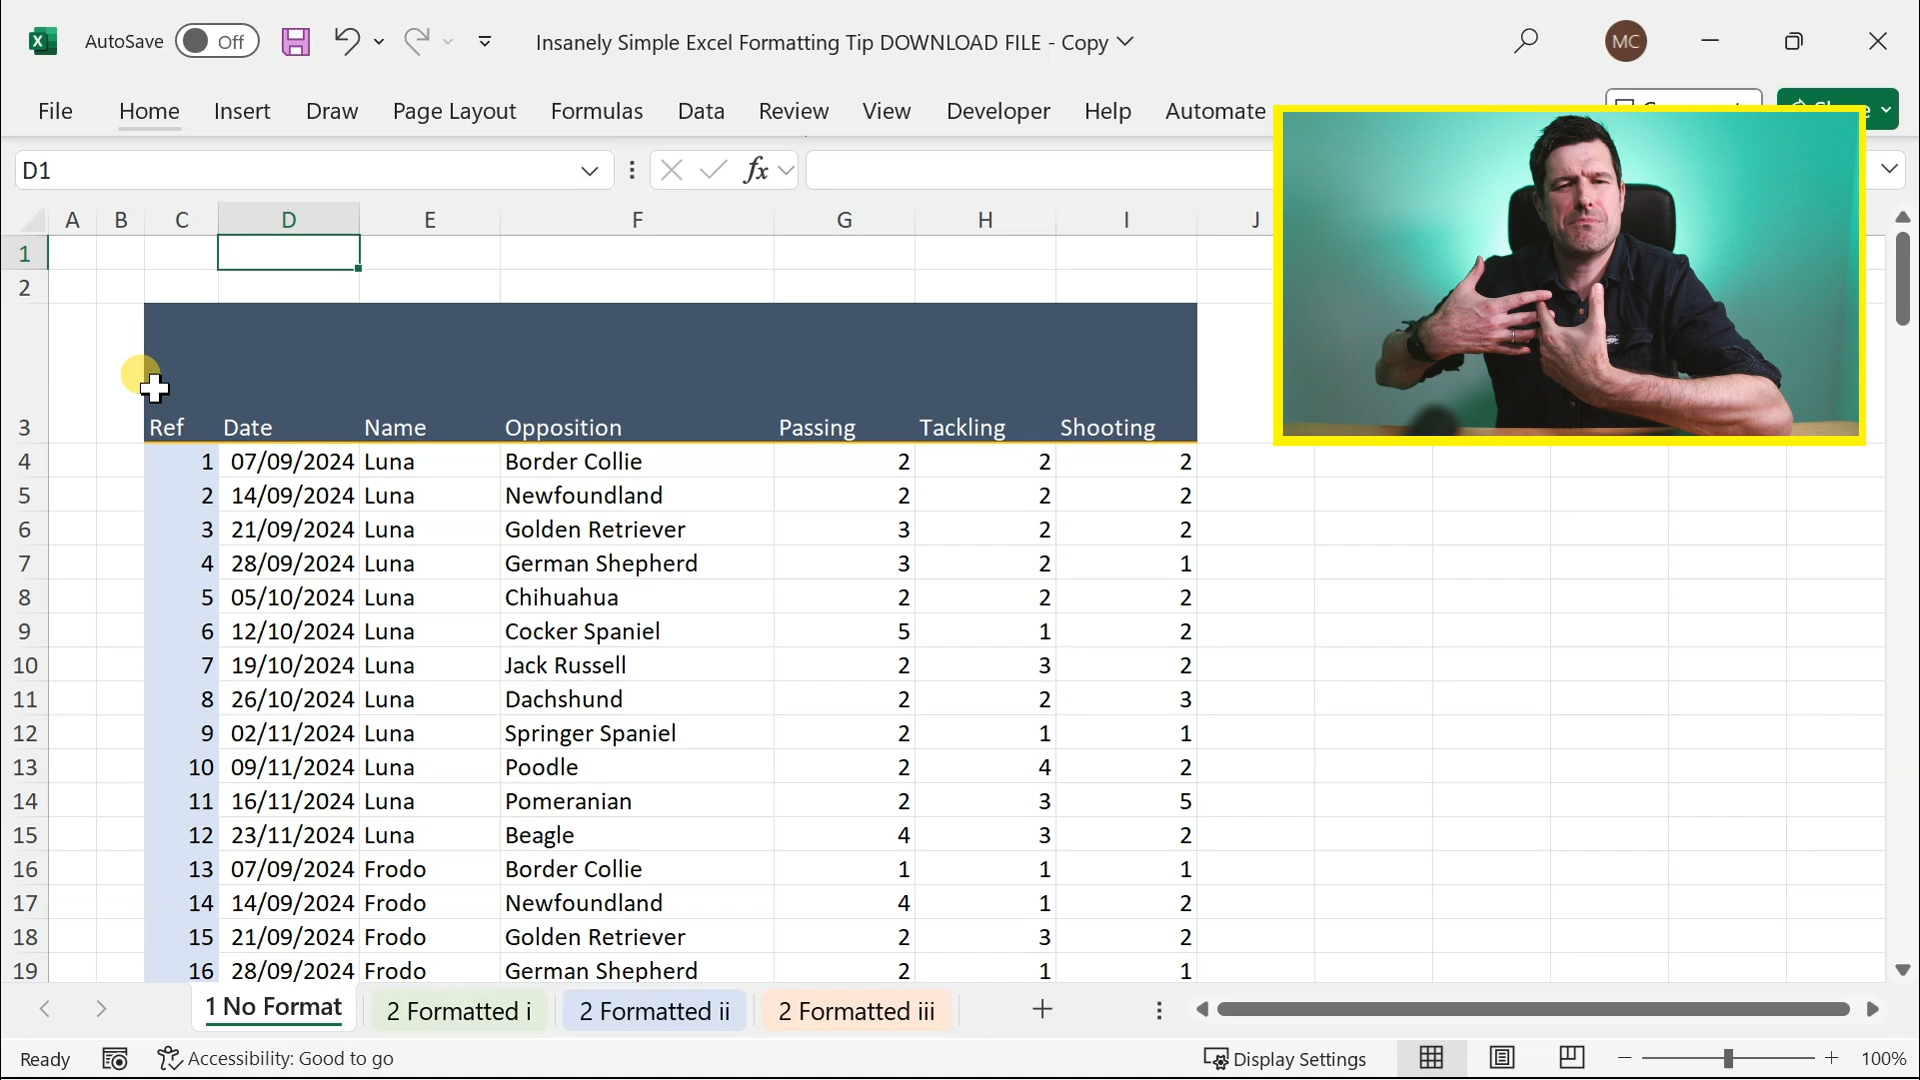 AutoSave Off Insanely Simple Excel Formatting Tip DOWNLOAD FILE - Copy MC
File Home Insert Draw Page Layout Formulas Data Review View Developer Help Automate
D1 fx
A B C D E F G H I J
1
2
3 Ref Date Name Opposition Passing Tackling Shooting
4 1 07/09/2024 Luna Border Collie 2 2 2
5 2 14/09/2024 Luna Newfoundland 2 2 2
6 3 21/09/2024 Luna Golden Retriever 3 2 2
7 4 28/09/2024 Luna German Shepherd 3 2 1
8 5 05/10/2024 Luna Chihuahua 2 2 2
9 6 12/10/2024 Luna Cocker Spaniel 5 1 2
10 7 19/10/2024 Luna Jack Russell 2 3 2
11 8 26/10/2024 Luna Dachshund 2 2 3
12 9 02/11/2024 Luna Springer Spaniel 2 1 1
13 10 09/11/2024 Luna Poodle 2 4 2
14 11 16/11/2024 Luna Pomeranian 2 3 5
15 12 23/11/2024 Luna Beagle 4 3 2
16 13 07/09/2024 Frodo Border Collie 1 1 1
17 14 14/09/2024 Frodo Newfoundland 4 1 2
18 15 21/09/2024 Frodo Golden Retriever 2 3 2
19 16 28/09/2024 Frodo German Shepherd 2 1 1
1 No Format 2 Formatted i 2 Formatted ii 2 Formatted iii
Ready Accessibility: Good to go Display Settings 100%